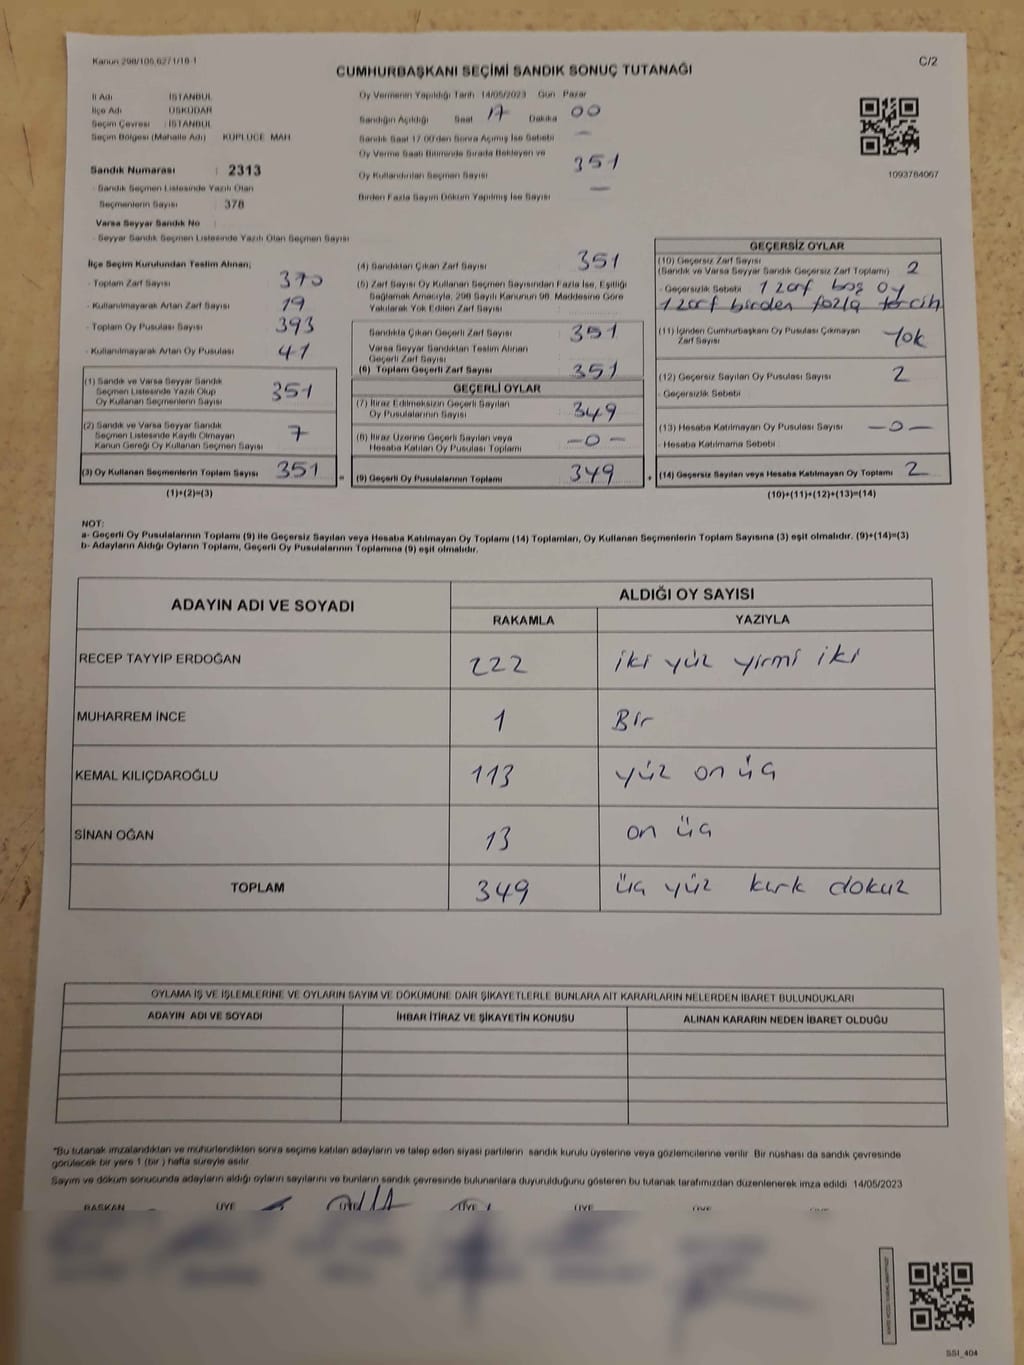 Kanun 298/105,6271/18-1
C/2
CUMHURBAŞKANI SEÇİMİ SANDIK SONUÇ TUTANAĞI
İl Adı İSTANBUL
İlçe Adı ÜSKÜDAR
Seçim Çevresi : İSTANBUL
Seçim Bölgesi (Mahalle Adı) KÜPLÜCE MAH
Sandık Numarası : 2313
- Sandık Seçmen Listesinde Yazılı Olan
Seçmenlerin Sayısı : 378
Varsa Seyyar Sandık No :
- Seyyar Sandık Seçmen Listesinde Yazılı Olan Seçmen Sayısı
Oy Vermenin Yapıldığı Tarih 14/05/2023 Gün Pazar
Sandığın Açıldığı Saat 17 Dakika 00
Sandık Saat 17.00'den Sonra Açılmış İse Sebebi —
Oy Verme Saati Bitiminde Sırada Bekleyen ve
Oy Kullandırılan Seçmen Sayısı 351
Birden Fazla Sayım Döküm Yapılmış İse Sayısı —
1093784067
İlçe Seçim Kurulundan Teslim Alınan;
- Toplam Zarf Sayısı : 370
- Kullanılmayarak Artan Zarf Sayısı : 19
- Toplam Oy Pusulası Sayısı : 393
- Kullanılmayarak Artan Oy Pusulası : 41
(1) Sandık ve Varsa Seyyar Sandık
Seçmen Listesinde Yazılı Olup
Oy Kullanan Seçmenlerin Sayısı : 351
(2) Sandık ve Varsa Seyyar Sandık
Seçmen Listesinde Kayıtlı Olmayan
Kanun Gereği Oy Kullanan Seçmen Sayısı : 7
(3) Oy Kullanan Seçmenlerin Toplam Sayısı : 351
(1)+(2)=(3)
(4) Sandıktan Çıkan Zarf Sayısı : 351
(5) Zarf Sayısı Oy Kullanan Seçmen Sayısından Fazla İse, Eşitliği
Sağlamak Amacıyla, 298 Sayılı Kanunun 98. Maddesine Göre
Yakılarak Yok Edilen Zarf Sayısı :
Sandıkta Çıkan Geçerli Zarf Sayısı : 351
Varsa Seyyar Sandıktan Teslim Alınan
Geçerli Zarf Sayısı :
(6) Toplam Geçerli Zarf Sayısı : 351
GEÇERLİ OYLAR
(7) İtiraz Edilmeksizin Geçerli Sayılan
Oy Pusulalarının Sayısı : 349
(8) İtiraz Üzerine Geçerli Sayılan veya
Hesaba Katılan Oy Pusulası Toplamı : -0-
= (9) Geçerli Oy Pusulalarının Toplamı : 349
GEÇERSİZ OYLAR
(10) Geçersiz Zarf Sayısı
(Sandık ve Varsa Seyyar Sandık Geçersiz Zarf Toplamı) 2
- Geçersizlik Sebebi : 1 zarf boş oy
1 zarf birden fazla tercih
(11) İçinden Cumhurbaşkanı Oy Pusulası Çıkmayan
Zarf Sayısı : Yok
(12) Geçersiz Sayılan Oy Pusulası Sayısı : 2
- Geçersizlik Sebebi :
(13) Hesaba Katılmayan Oy Pusulası Sayısı : -0-
- Hesaba Katılmama Sebebi :
+ (14) Geçersiz Sayılan veya Hesaba Katılmayan Oy Toplamı : 2
(10)+(11)+(12)+(13)=(14)
NOT:
a- Geçerli Oy Pusulalarının Toplamı (9) ile Geçersiz Sayılan veya Hesaba Katılmayan Oy Toplamı (14) Toplamları, Oy Kullanan Seçmenlerin Toplam Sayısına (3) eşit olmalıdır. (9)+(14)=(3)
b- Adayların Aldığı Oyların Toplamı, Geçerli Oy Pusulalarının Toplamına (9) eşit olmalıdır.
ADAYIN ADI VE SOYADI ALDIĞI OY SAYISI
RAKAMLA YAZIYLA
RECEP TAYYİP ERDOĞAN 222 iki yüz yirmi iki
MUHARREM İNCE 1 Bir
KEMAL KILIÇDAROĞLU 113 yüz on üç
SİNAN OĞAN 13 on üç
TOPLAM 349 üç yüz kırk dokuz
OYLAMA İŞ VE İŞLEMLERİNE VE OYLARIN SAYIM VE DÖKÜMÜNE DAİR ŞİKAYETLERLE BUNLARA AİT KARARLARIN NELERDEN İBARET BULUNDUKLARI
ADAYIN ADI VE SOYADI İHBAR İTİRAZ VE ŞİKAYETİN KONUSU ALINAN KARARIN NEDEN İBARET OLDUĞU
*Bu tutanak imzalandıktan ve mühürlendikten sonra seçime katılan adayların ve talep eden siyasi partilerin sandık kurulu üyelerine veya gözlemcilerine verilir. Bir nüshası da sandık çevresinde
görülecek bir yere 1 (bir ) hafta süreyle asılır.
Sayım ve döküm sonucunda adayların aldığı oyların sayılarını ve bunların sandık çevresinde bulunanlara duyurulduğunu gösteren bu tutanak tarafımızdan düzenlenerek imza edildi. 14/05/2023
BAŞKAN ÜYE ÜYE ÜYE ÜYE ÜYE ÜYE
SSI_404